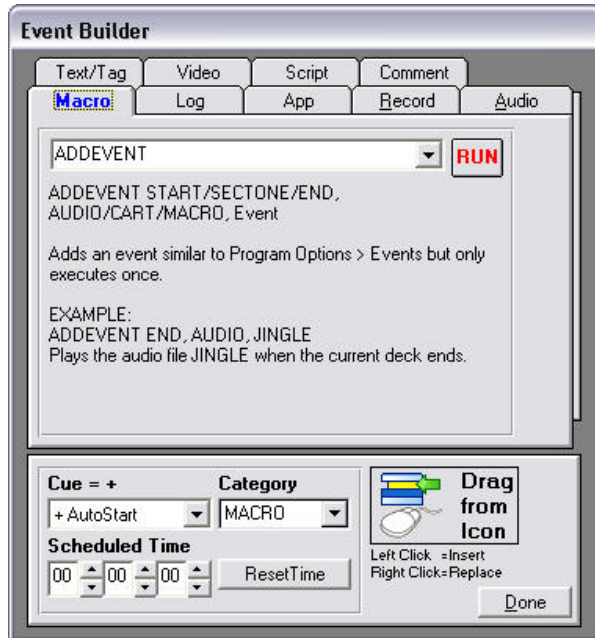 Event Builder
Text/Tag Video Script Comment
Macro Log App Record Audio
ADDEVENT RUN
ADDEVENT START/SECTONE/END,
AUDIO/CART/MACRO, Event
Adds an event similar to Program Options > Events but only
executes once.
EXAMPLE:
ADDEVENT END, AUDIO, JINGLE
Plays the audio file JINGLE when the current deck ends.
Cue = + Category
+ AutoStart MACRO
Scheduled Time
00 00 00 ResetTime
Drag
from
Icon
Left Click =Insert
Right Click=Replace
Done